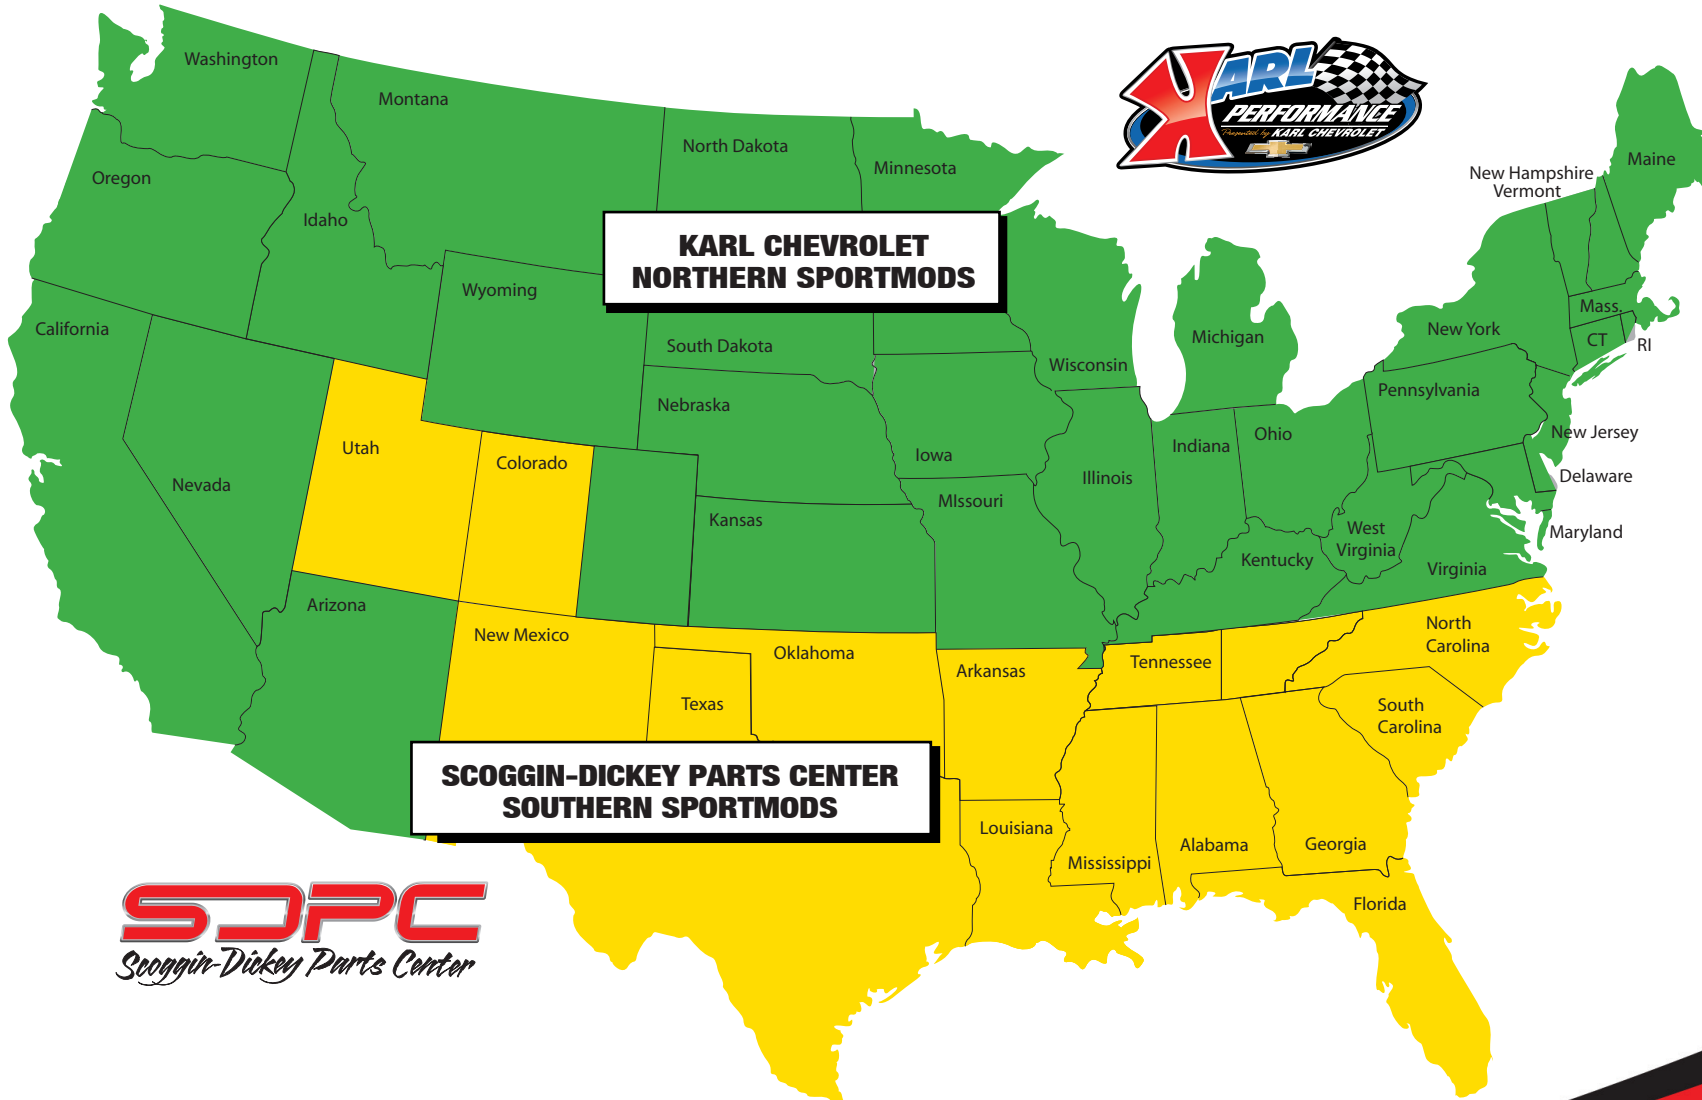 Washington
Montana
North Dakota
Minnesota
KARL
PERFORMANCE
Presented by KARL CHEVROLET
Maine
New Hampshire
Vermont
Oregon
Idaho
KARL CHEVROLET
NORTHERN SPORTMODS
Wyoming
California
South Dakota
Wisconsin
Michigan
New York
Mass.
CT
RI
Nebraska
Pennsylvania
Utah
Colorado
Nevada
Iowa
Illinois
Indiana
Ohio
New Jersey
Delaware
MIssouri
Kansas
Kentucky
West
Virginia
Maryland
Virginia
Arizona
New Mexico
Oklahoma
Texas
Arkansas
Tennessee
North
Carolina
South
Carolina
SCOGGIN-DICKEY PARTS CENTER
SOUTHERN SPORTMODS
Louisiana
Mississippi
Alabama
Georgia
Florida
SDPC
Scoggin-Dickey Parts Center